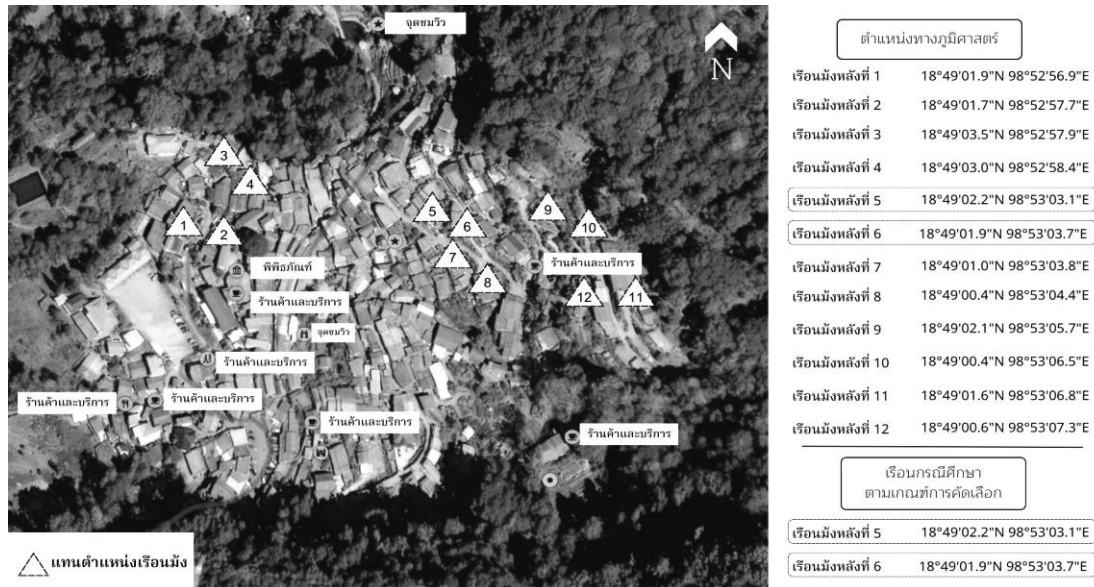 จุดชมวิว
N
3
4
5
6
9
10
1
2
7
8
12
11
พิพิธภัณฑ์
ร้านค้าและบริการ
ร้านค้าและบริการ
จุดชมวิว
ร้านค้าและบริการ
ร้านค้าและบริการ
ร้านค้าและบริการ
ร้านค้าและบริการ
ร้านค้าและบริการ
แทนตำแหน่งเรือนม้ง
ตำแหน่งทางภูมิศาสตร์
เรือนม้งหลังที่ 1 18°49'01.9"N 98°52'56.9"E
เรือนม้งหลังที่ 2 18°49'01.7"N 98°52'57.7"E
เรือนม้งหลังที่ 3 18°49'03.5"N 98°52'57.9"E
เรือนม้งหลังที่ 4 18°49'03.0"N 98°52'58.4"E
เรือนม้งหลังที่ 5 18°49'02.2"N 98°53'03.1"E
เรือนม้งหลังที่ 6 18°49'01.9"N 98°53'03.7"E
เรือนม้งหลังที่ 7 18°49'01.0"N 98°53'03.8"E
เรือนม้งหลังที่ 8 18°49'00.4"N 98°53'04.4"E
เรือนม้งหลังที่ 9 18°49'02.1"N 98°53'05.7"E
เรือนม้งหลังที่ 10 18°49'00.4"N 98°53'06.5"E
เรือนม้งหลังที่ 11 18°49'01.6"N 98°53'06.8"E
เรือนม้งหลังที่ 12 18°49'00.6"N 98°53'07.3"E
เรือนกรณีศึกษา
ตามเกณฑ์การคัดเลือก
เรือนม้งหลังที่ 5 18°49'02.2"N 98°53'03.1"E
เรือนม้งหลังที่ 6 18°49'01.9"N 98°53'03.7"E